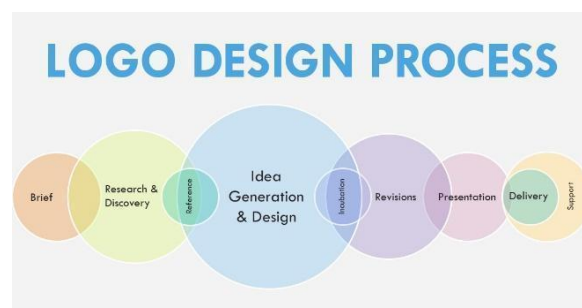 LOGO DESIGN PROCESS
Brief
Research &
Discovery
Reference
Idea
Generation
& Design
Incubation
Revisions
Presentation
Delivery
Support